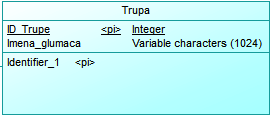 Trupa
ID_Trupe <pi> Integer
Imena_glumaca Variable characters (1024)
Identifier_1 <pi>